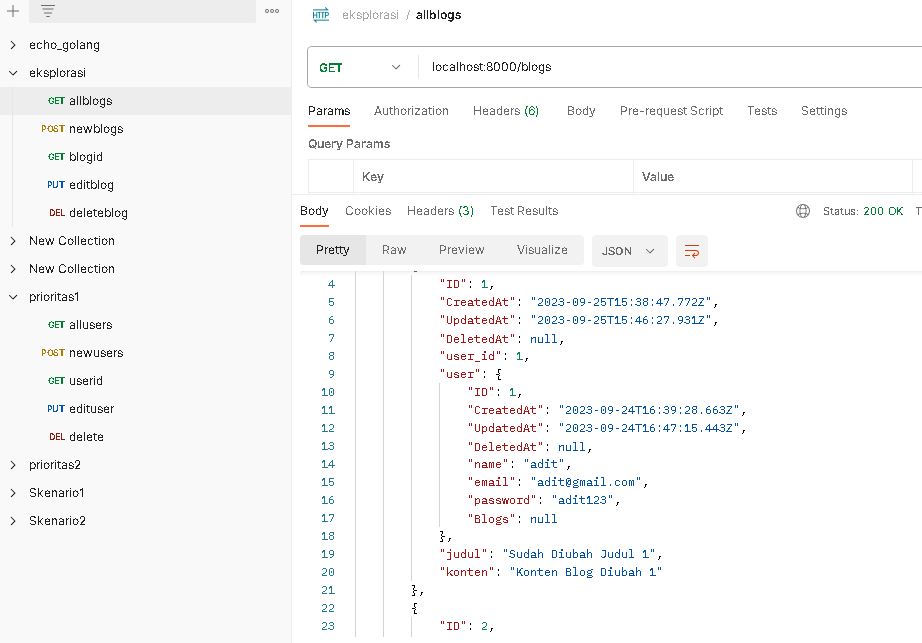 echo_golang
eksplorasi
GET allblogs
POST newblogs
GET blogid
PUT editblog
DEL deleteblog
New Collection
New Collection
prioritas1
GET allusers
POST newusers
GET userid
PUT edituser
DEL delete
prioritas2
Skenario1
Skenario2
HTTP eksplorasi / allblogs
GET localhost:8000/blogs
Params Authorization Headers (6) Body Pre-request Script Tests Settings
Query Params
Key Value
Body Cookies Headers (3) Test Results Status: 200 OK
Pretty Raw Preview Visualize JSON
4 "ID": 1,
5 "CreatedAt": "2023-09-25T15:38:47.772Z",
6 "UpdatedAt": "2023-09-25T15:46:27.931Z",
7 "DeletedAt": null,
8 "user_id": 1,
9 "user": {
10 "ID": 1,
11 "CreatedAt": "2023-09-24T16:39:28.663Z",
12 "UpdatedAt": "2023-09-24T16:47:15.443Z",
13 "DeletedAt": null,
14 "name": "adit",
15 "email": "adit@gmail.com",
16 "password": "adit123",
17 "Blogs": null
18 },
19 "judul": "Sudah Diubah Judul 1",
20 "konten": "Konten Blog Diubah 1"
21 },
22 {
23 "ID": 2,